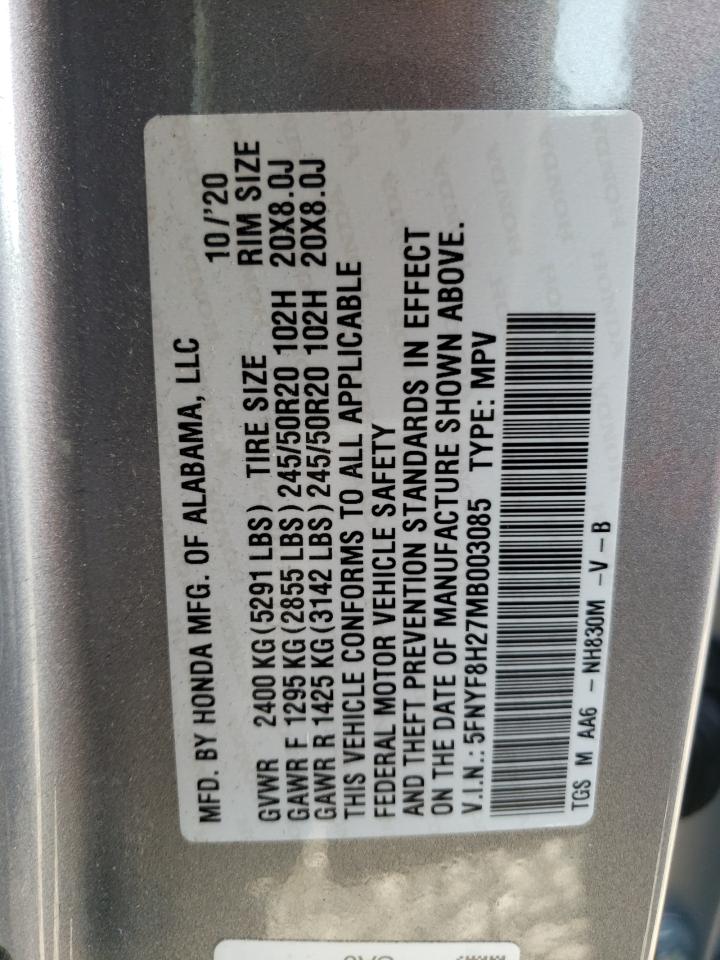 MFD. BY HONDA MFG. OF ALABAMA, LLC 10/'20
GVWR 2400 KG (5291 LBS) TIRE SIZE RIM SIZE
GAWR F 1295 KG (2855 LBS) 245/50R20 102H 20X8.0J
GAWR R 1425 KG (3142 LBS) 245/50R20 102H 20X8.0J
THIS VEHICLE CONFORMS TO ALL APPLICABLE
FEDERAL MOTOR VEHICLE SAFETY
AND THEFT PREVENTION STANDARDS IN EFFECT
ON THE DATE OF MANUFACTURE SHOWN ABOVE.
V.I.N.: 5FNYF8H27MB003085 TYPE: MPV
TGS M AA6 - NH830M -V-B